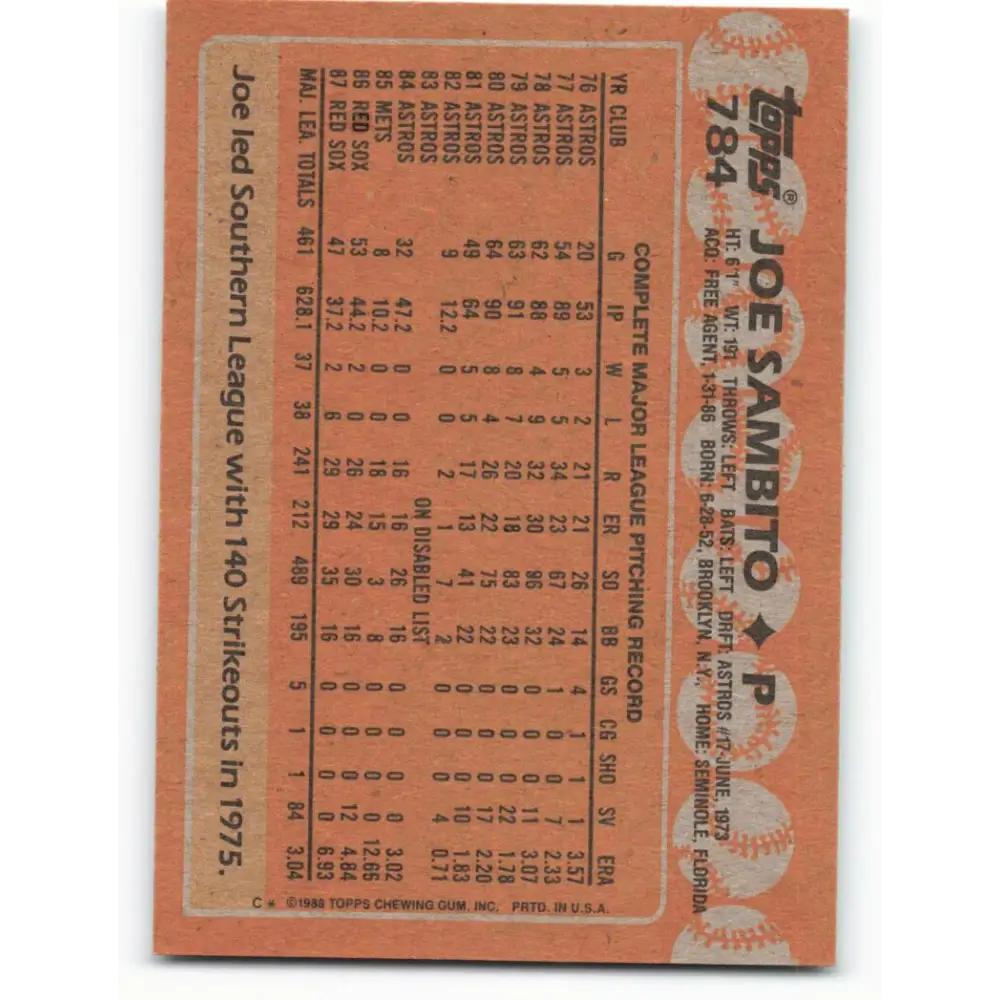 topps® JOE SAMBITO ✦ P
784 HT: 6'1" WT: 191 THROWS: LEFT BATS: LEFT DRFT: ASTROS #17-JUNE, 1973
ACQ: FREE AGENT, 1-31-86 BORN: 6-28-52, BROOKLYN, N.Y. HOME: SEMINOLE, FLORIDA
COMPLETE MAJOR LEAGUE PITCHING RECORD
YR CLUB G IP W L R ER SO BB GS CG SHO SV ERA
76 ASTROS 20 53 3 2 21 21 26 14 4 1 1 1 3.57
77 ASTROS 54 89 5 5 34 23 67 24 1 0 0 7 2.33
78 ASTROS 62 88 4 9 32 30 96 32 0 0 0 11 3.07
79 ASTROS 63 91 8 7 20 18 83 23 0 0 0 22 1.78
80 ASTROS 64 90 8 4 26 22 75 22 0 0 0 17 2.20
81 ASTROS 49 64 5 5 17 13 41 22 0 0 0 10 1.83
82 ASTROS 9 12.2 0 0 2 1 7 2 0 0 0 4 0.71
83 ASTROS ON DISABLED LIST
84 ASTROS 32 47.2 0 0 16 16 26 16 0 0 0 0 3.02
85 METS 8 10.2 0 0 18 15 3 8 0 0 0 0 12.66
86 RED SOX 53 44.2 2 0 26 24 30 16 0 0 0 12 4.84
87 RED SOX 47 37.2 2 6 29 29 35 16 0 0 0 0 6.93
MAJ. LEA. TOTALS 461 628.1 37 38 241 212 489 195 5 1 1 84 3.04
C * ©1988 TOPPS CHEWING GUM, INC. PRTD. IN U.S.A.
Joe led Southern League with 140 Strikeouts in 1975.